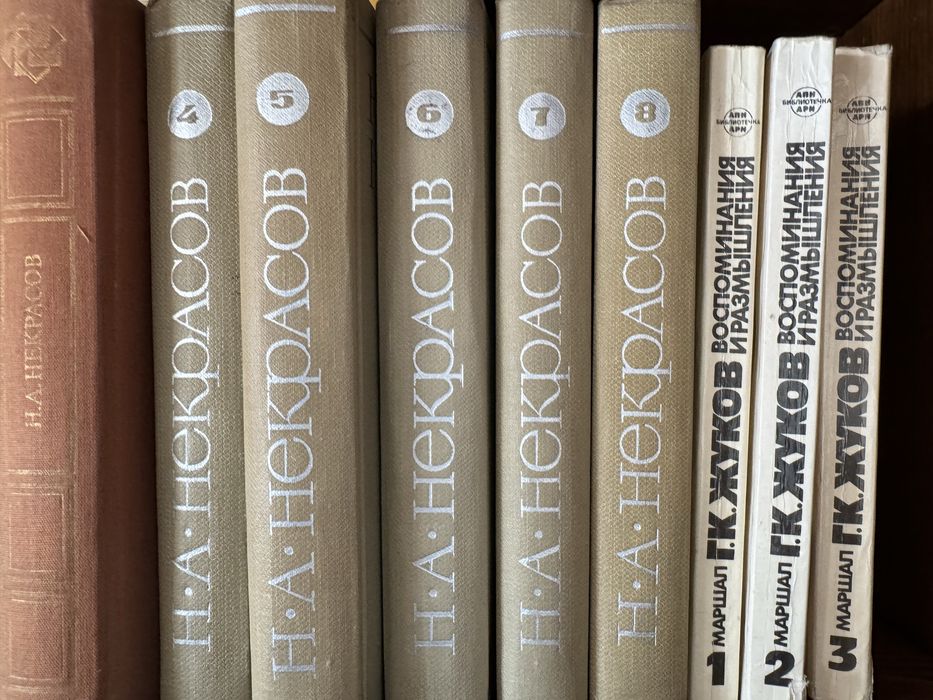 Н.А.НЕКРАСОВ
4
Н·А·НЕКРАСОВ
5
Н·А·НЕКРАСОВ
6
Н·А·НЕКРАСОВ
7
Н·А·НЕКРАСОВ
8
Н·А·НЕКРАСОВ
1 МАРШАЛ Г.К.ЖУКОВ ВОСПОМИНАНИЯ
И РАЗМЫШЛЕНИЯ
АПН
БИБЛИОТЕЧКА
АРН
2 МАРШАЛ Г.К.ЖУКОВ ВОСПОМИНАНИЯ
И РАЗМЫШЛЕНИЯ
АПН
БИБЛИОТЕЧКА
АРН
3 МАРШАЛ Г.К.ЖУКОВ ВОСПОМИНАНИЯ
И РАЗМЫШЛЕНИЯ
АПН
БИБЛИОТЕЧКА
АРН